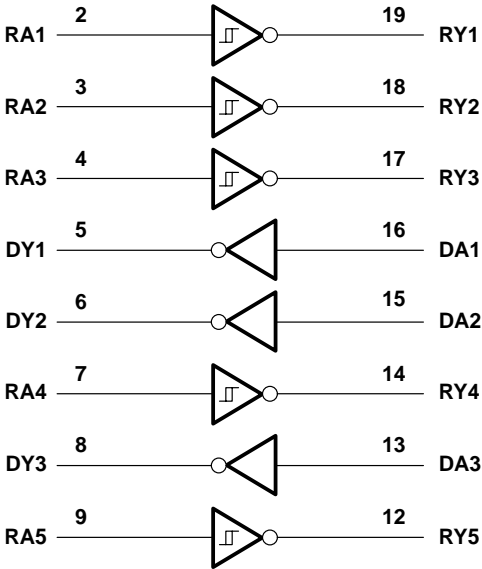 RA1 2 19 RY1
RA2 3 18 RY2
RA3 4 17 RY3
DY1 5 16 DA1
DY2 6 15 DA2
RA4 7 14 RY4
DY3 8 13 DA3
RA5 9 12 RY5